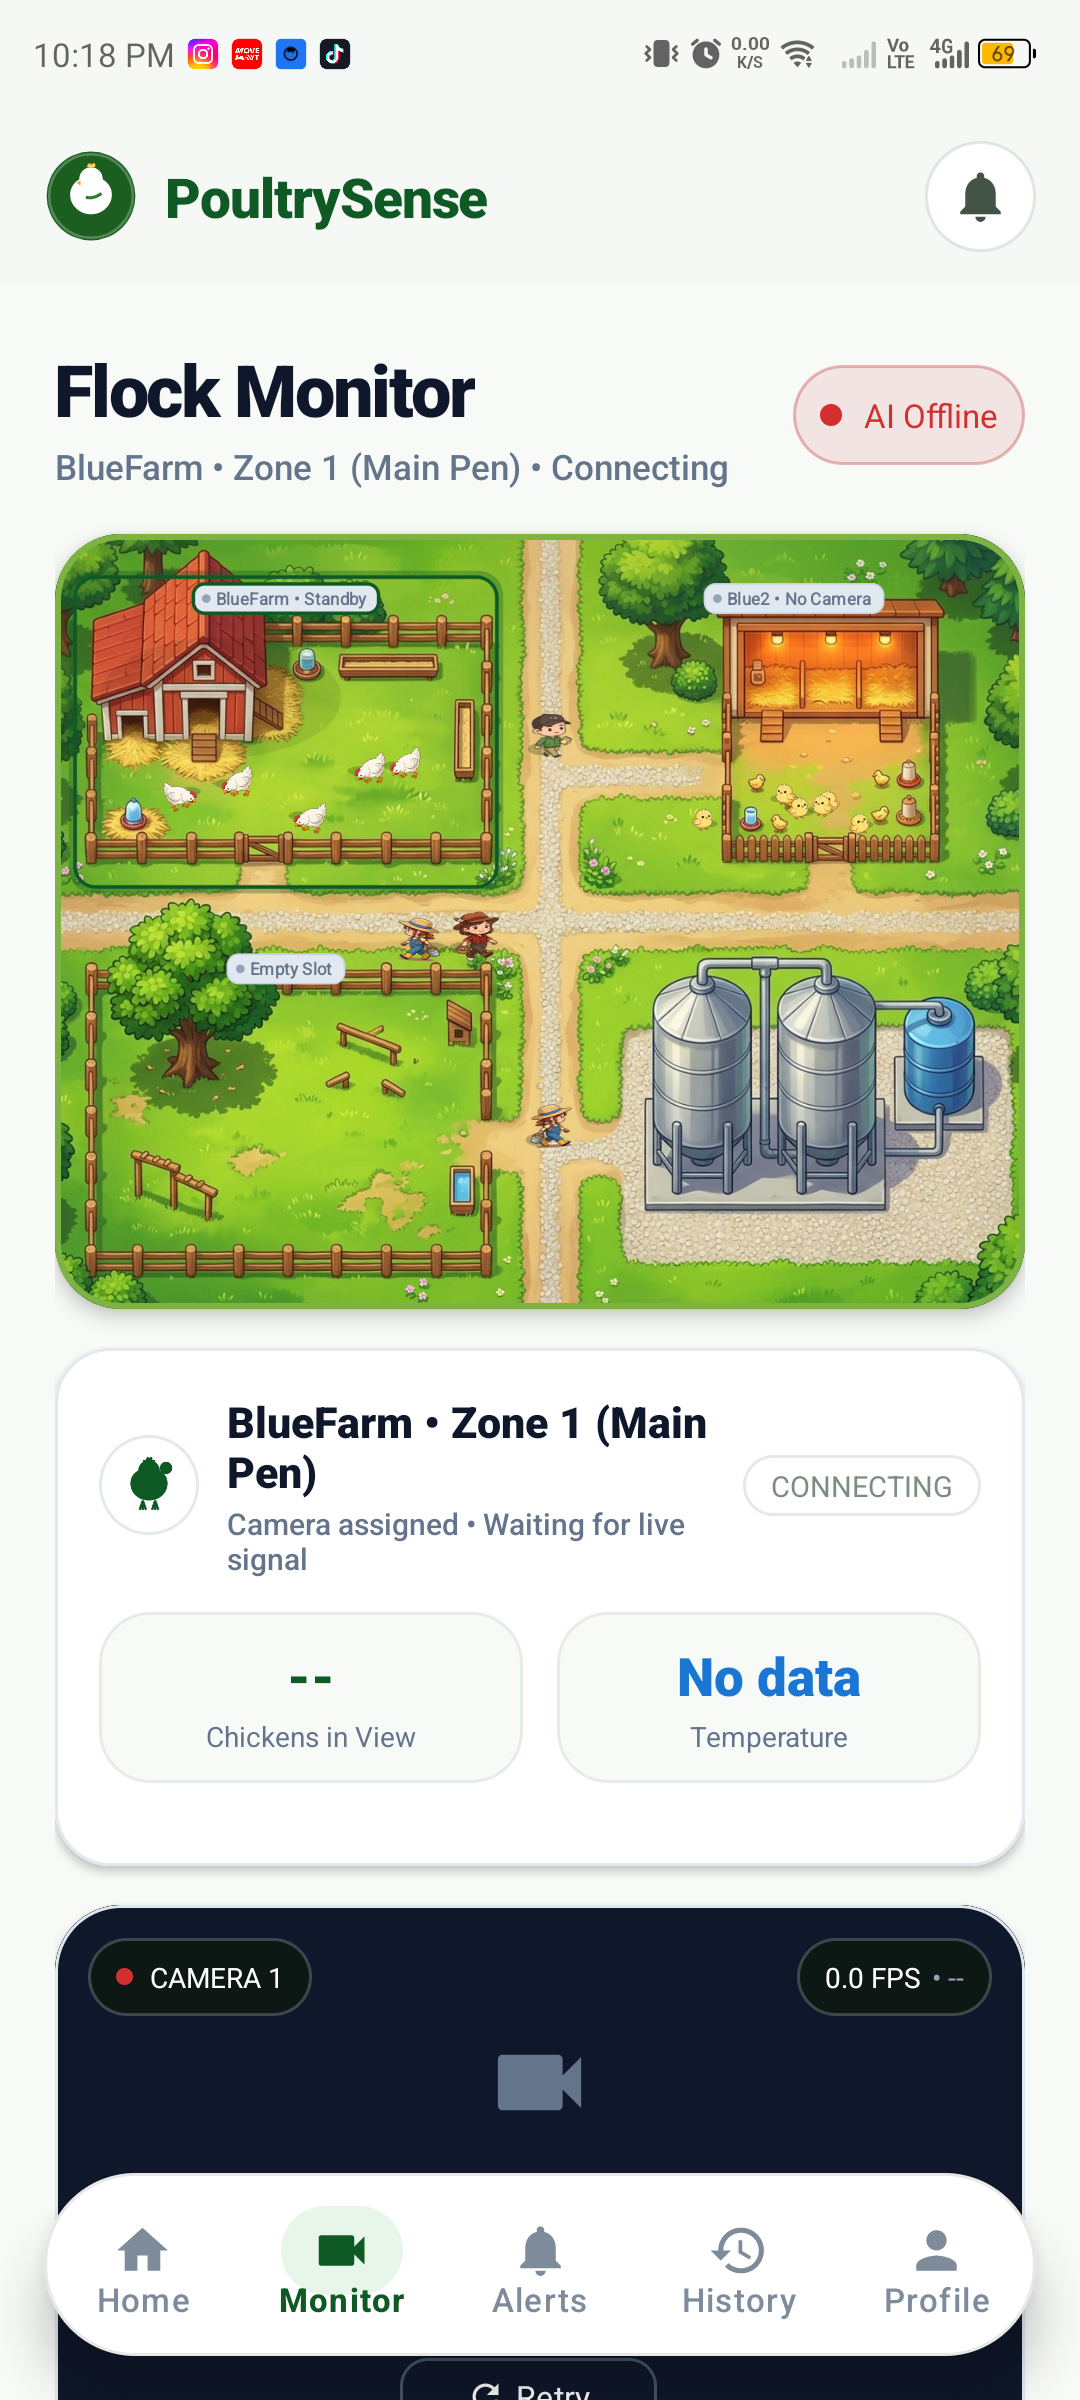 10:18 PM
0.00 K/S
Vo LTE
4G
69
PoultrySense
Flock Monitor
AI Offline
BlueFarm • Zone 1 (Main Pen) • Connecting
BlueFarm • Standby
Blue2 • No Camera
Empty Slot
BlueFarm • Zone 1 (Main
Pen)
Camera assigned • Waiting for live
signal
CONNECTING
--
Chickens in View
No data
Temperature
CAMERA 1
0.0 FPS • --
Home
Monitor
Alerts
History
Profile
Retry